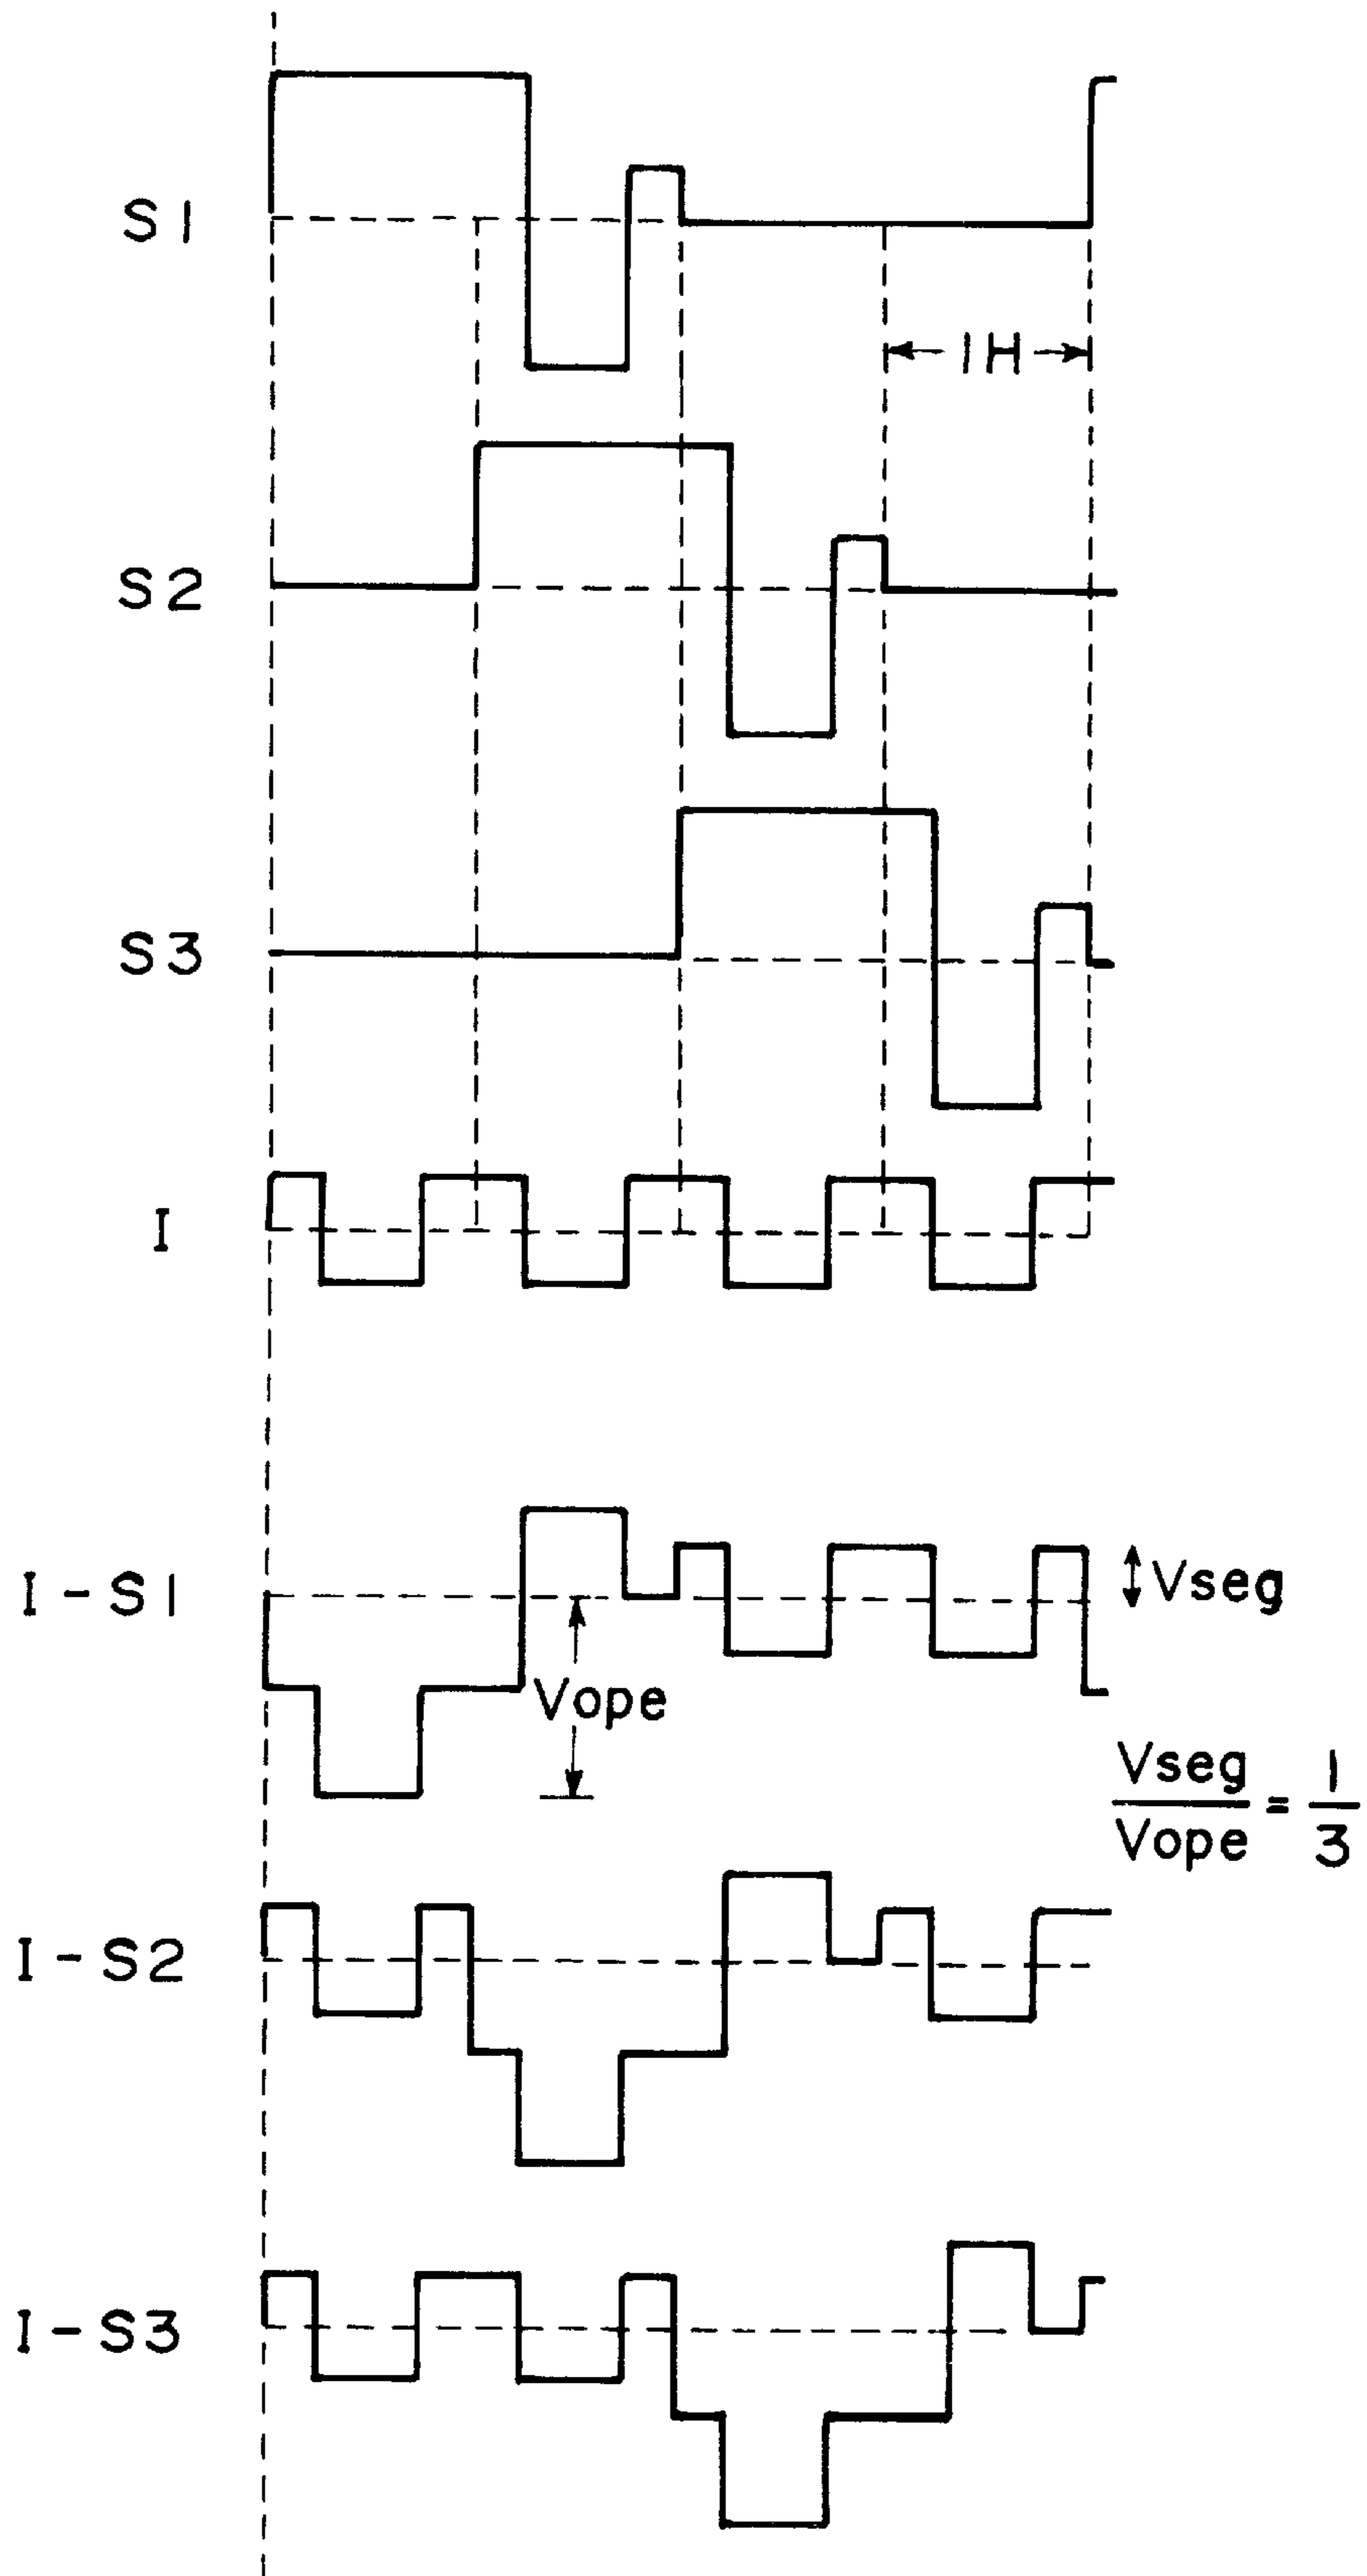 S1
1H
S2
S3
I
I-S1
Vseg
Vope
Vseg/Vope = 1/3
I-S2
I-S3